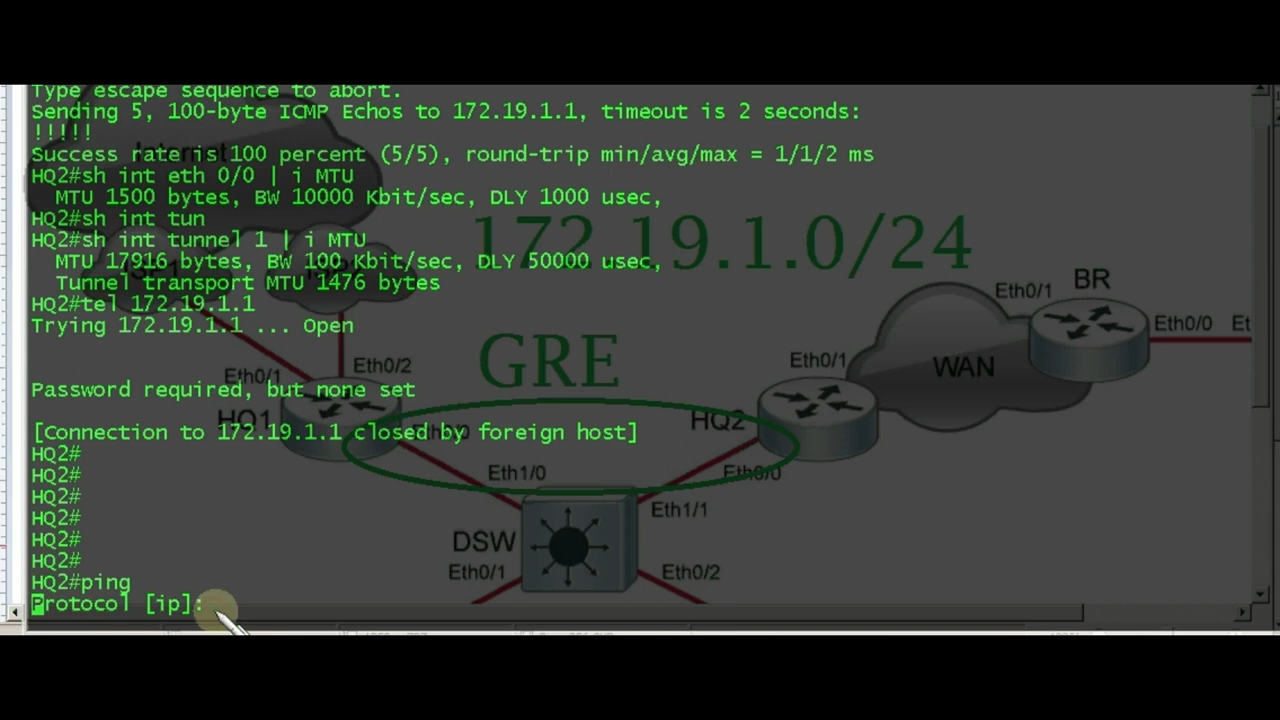 Type escape sequence to abort.
Sending 5, 100-byte ICMP Echos to 172.19.1.1, timeout is 2 seconds:
!!!!!
Success rate is 100 percent (5/5), round-trip min/avg/max = 1/1/2 ms
HQ2#sh int eth 0/0 | i MTU
  MTU 1500 bytes, BW 10000 Kbit/sec, DLY 1000 usec,
HQ2#sh int tun
HQ2#sh int tunnel 1 | i MTU
  MTU 17916 bytes, BW 100 Kbit/sec, DLY 50000 usec,
  Tunnel transport MTU 1476 bytes
HQ2#tel 172.19.1.1
Trying 172.19.1.1 ... Open
Password required, but none set
[Connection to 172.19.1.1 closed by foreign host]
HQ2#
HQ2#
HQ2#
HQ2#
HQ2#
HQ2#
HQ2#ping
Protocol [ip]:
Internet
172.19.1.0/24
Eth0/1
BR
Eth0/0
Et
Eth0/2
GRE
Eth0/1
WAN
Eth0/1
HQ1
HQ2
Eth0/0
Eth1/0
Eth0/0
Eth1/1
DSW
Eth0/1
Eth0/2